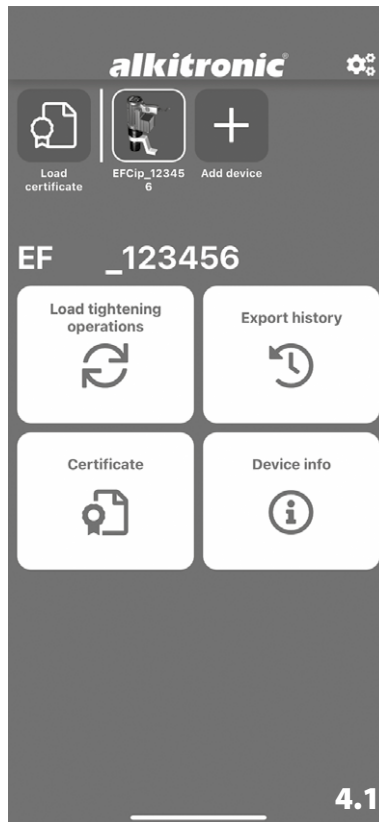 alkitronic®
Load
certificate
EFCip_12345
6
Add device
EF _123456
Load tightening
operations
Export history
Certificate
Device info
4.1